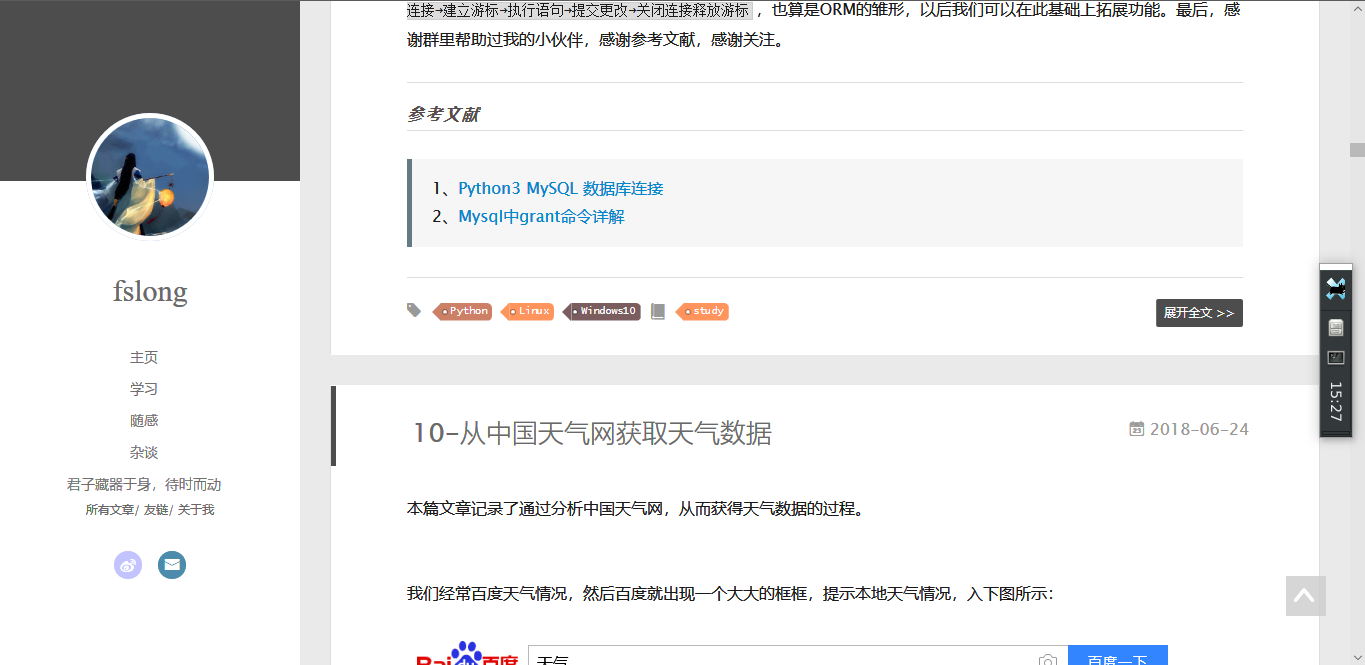 fslong
主页
学习
随感
杂谈
君子藏器于身，待时而动
所有文章/ 友链/ 关于我
连接→建立游标→执行语句→提交更改→关闭连接释放游标 ，也算是ORM的雏形，以后我们可以在此基础上拓展功能。最后，感
谢群里帮助过我的小伙伴，感谢参考文献，感谢关注。
参考文献
1、Python3 MySQL 数据库连接
2、Mysql中grant命令详解
Python Linux Windows10 study 展开全文 >>
10-从中国天气网获取天气数据 2018-06-24
本篇文章记录了通过分析中国天气网，从而获得天气数据的过程。
我们经常百度天气情况，然后百度就出现一个大大的框框，提示本地天气情况，入下图所示：
Bai百度 天气 百度一下
15:27